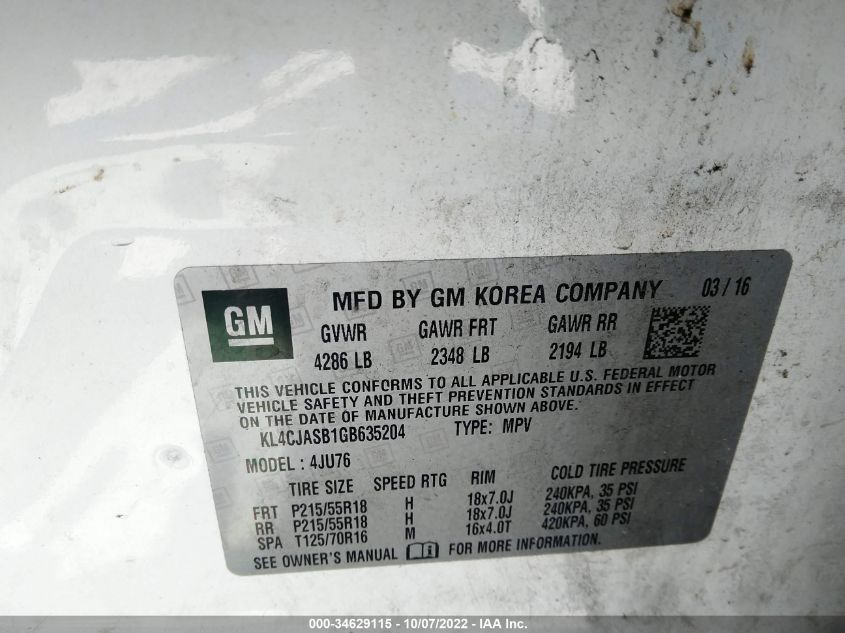 GM
MFD BY GM KOREA COMPANY 03/16
GVWR GAWR FRT GAWR RR
4286 LB 2348 LB 2194 LB
THIS VEHICLE CONFORMS TO ALL APPLICABLE U.S. FEDERAL MOTOR
VEHICLE SAFETY AND THEFT PREVENTION STANDARDS IN EFFECT
ON THE DATE OF MANUFACTURE SHOWN ABOVE.
KL4CJASB1GB635204 TYPE: MPV
MODEL: 4JU76
TIRE SIZE SPEED RTG RIM COLD TIRE PRESSURE
FRT P215/55R18 H 18x7.0J 240KPA, 35 PSI
RR P215/55R18 H 18x7.0J 240KPA, 35 PSI
SPA T125/70R16 M 16x4.0T 420KPA, 60 PSI
SEE OWNER'S MANUAL FOR MORE INFORMATION.
000-34629115 - 10/07/2022 - IAA Inc.